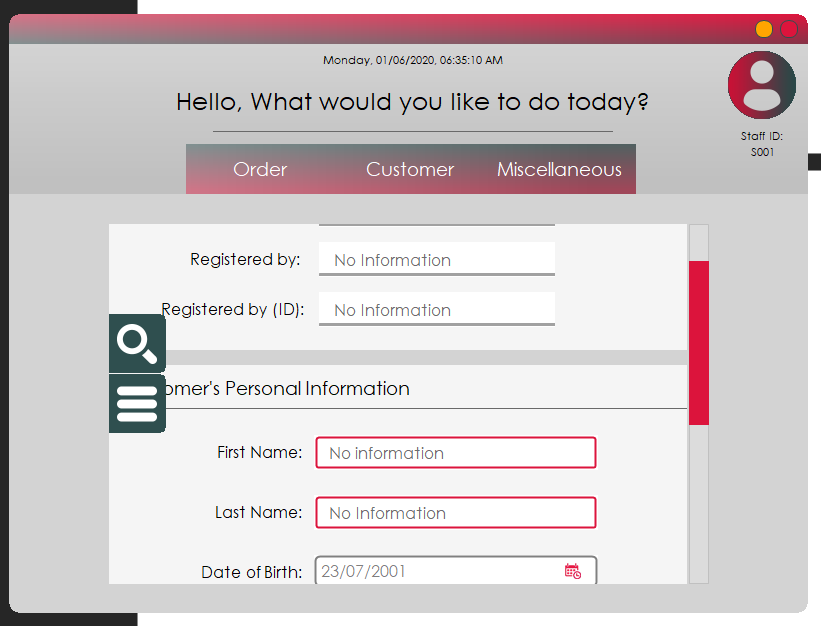 Monday, 01/06/2020, 06:35:10 AM
Hello, What would you like to do today?
Staff ID:
S001
Order Customer Miscellaneous
Registered by: No Information
Registered by (ID): No Information
omer's Personal Information
First Name: No information
Last Name: No Information
Date of Birth: 23/07/2001